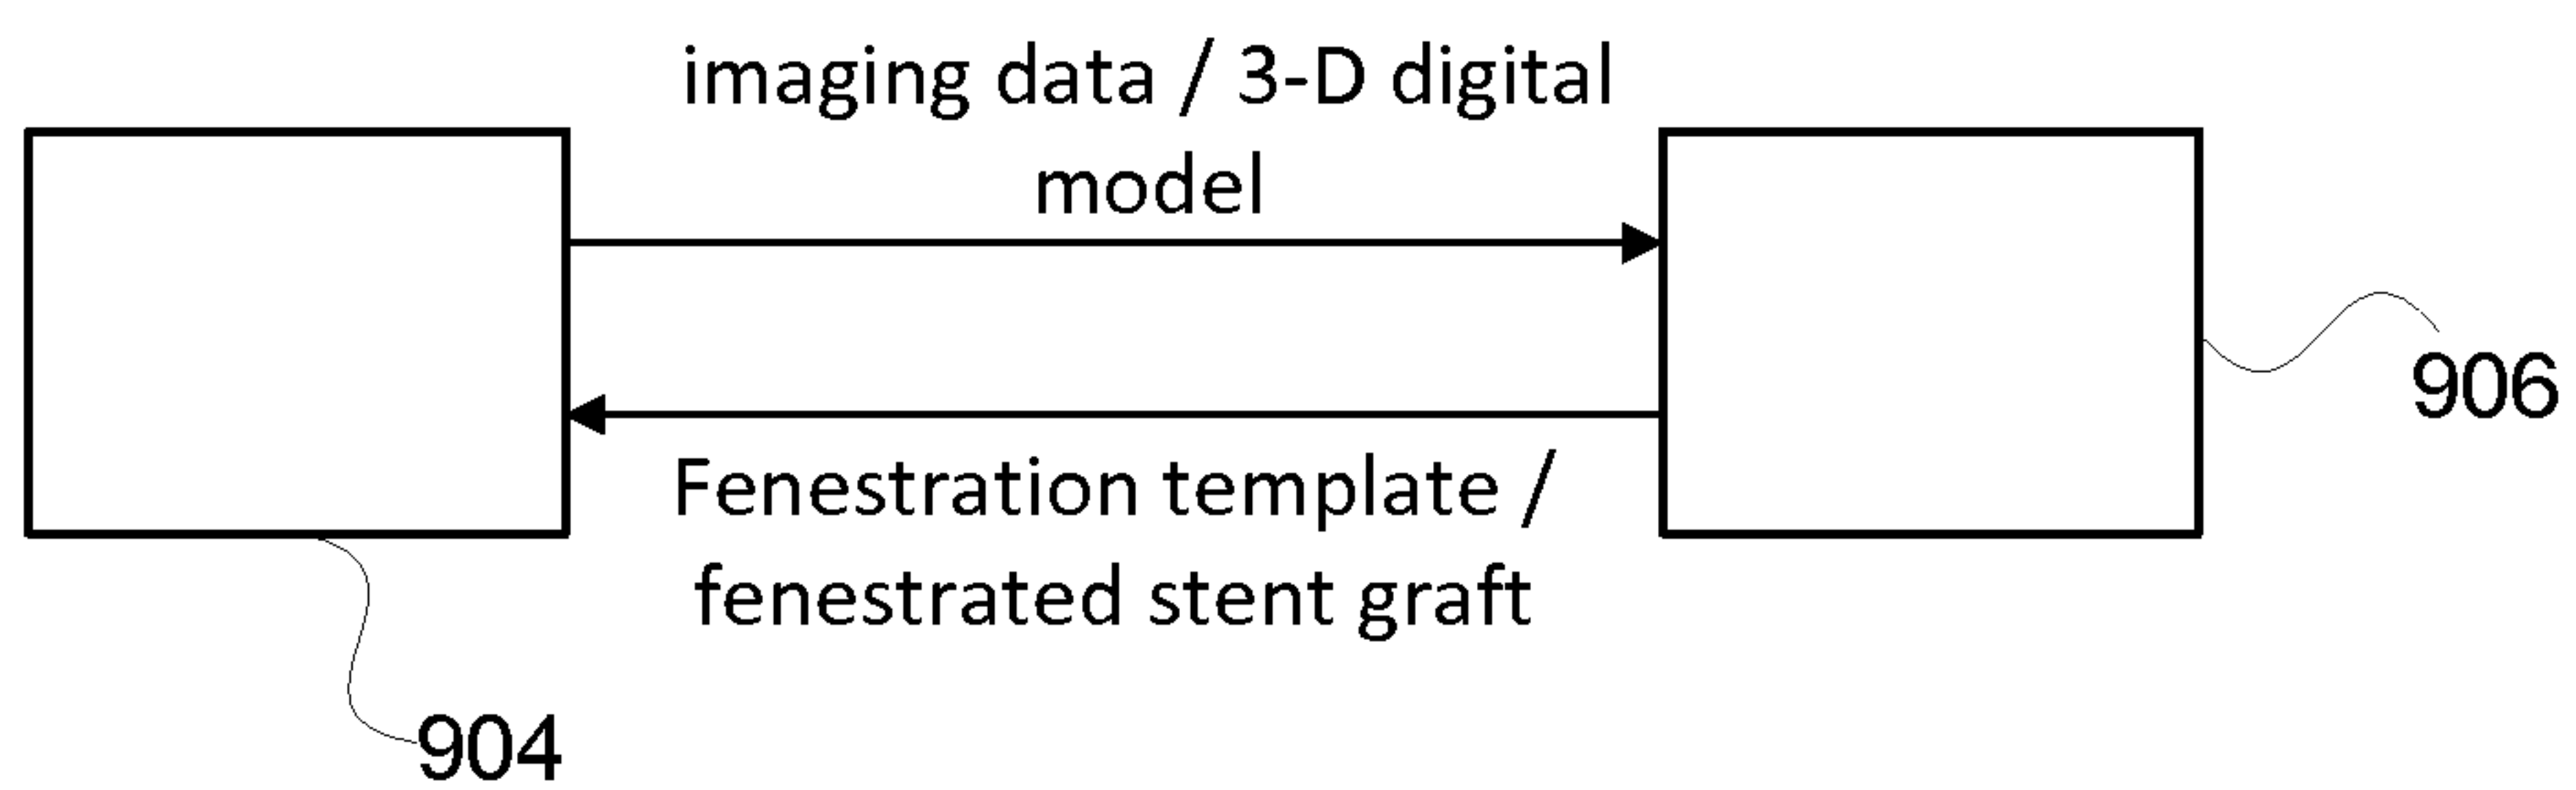 imaging data / 3-D digital
model
906
Fenestration template /
fenestrated stent graft
904